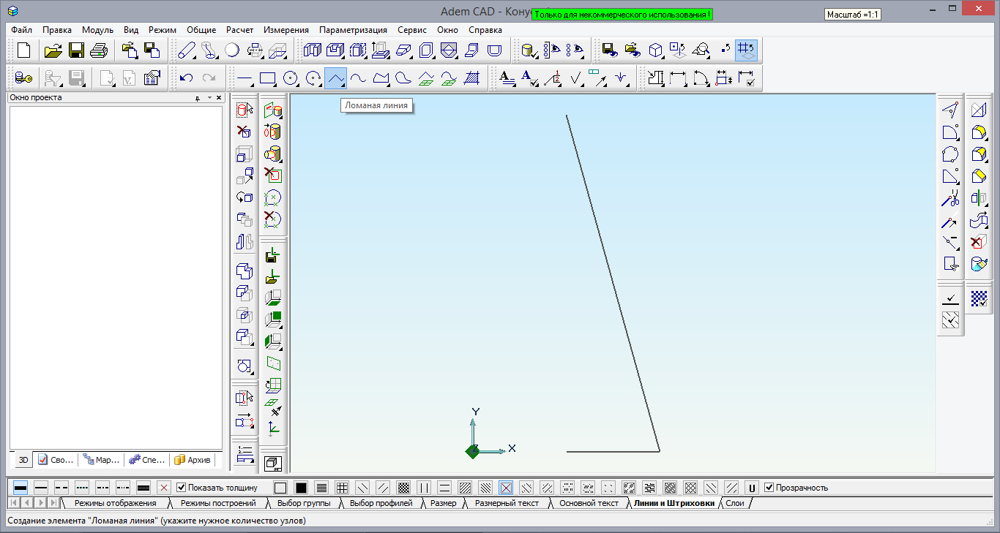 Adem CAD - Кону
Только для некоммерческого использования !
Масштаб =1:1
Файл Правка Модуль Вид Режим Общие Расчет Измерения Параметризация Сервис Окно Справка
Окно проекта
Ломаная линия
Y
Z
X
3D Сво... Мар... Спе... Архив
Показать толщину U Прозрачность
Режимы отображения Режимы построений Выбор группы Выбор профилей Размер Размерный текст Основной текст Линии и Штриховки Слои
Создание элемента "Ломаная линия" (укажите нужное количество узлов)